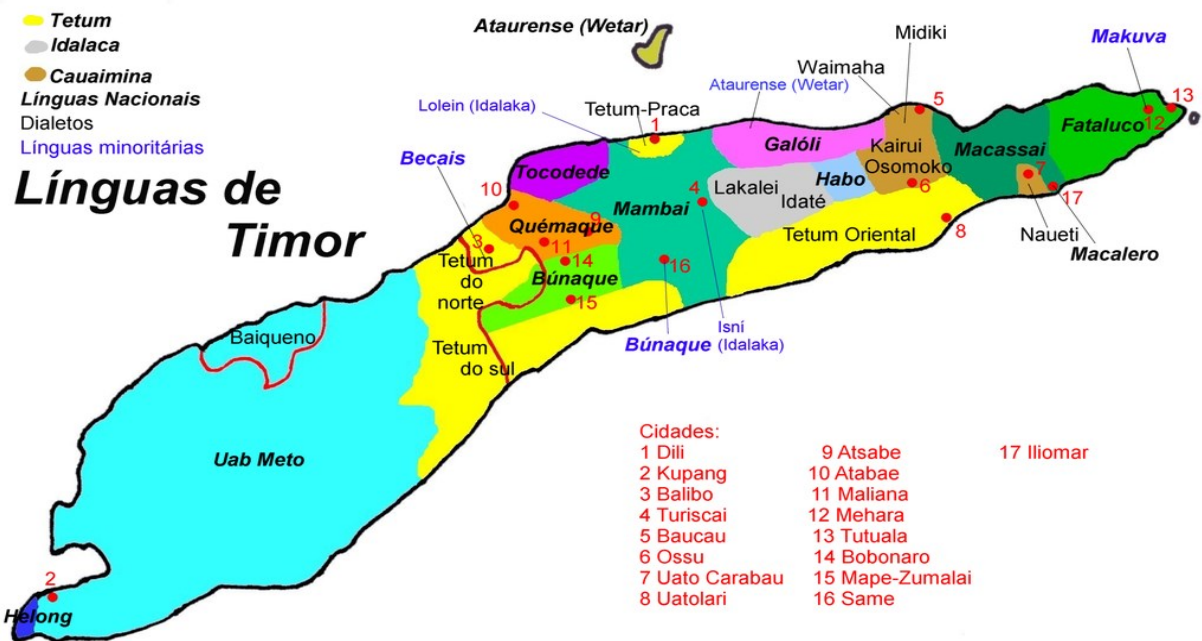 Tetum
Idalaca
Cauaimina
Línguas Nacionais
Dialetos
Línguas minoritárias
Línguas de
Timor
Ataurense (Wetar)
Midiki
Makuva
Waimaha
Ataurense (Wetar)
Lolein (Idalaka)
Tetum-Praca
1
5
13
12
Fataluco
Becais
Tocodede
Galóli
Kairui
Osomoko
Macassai
7
17
10
Mambai
4
Lakalei
Idaté
Habo
6
Quémaque
9
11
3
Tetum
do
norte
14
Búnaque
15
16
Tetum Oriental
8
Naueti
Macalero
Baiqueno
Tetum
do sul
Búnaque
Isní
(Idalaka)
Uab Meto
2
Helong
Cidades:
1 Dili
2 Kupang
3 Balibo
4 Turiscai
5 Baucau
6 Ossu
7 Uato Carabau
8 Uatolari
9 Atsabe
10 Atabae
11 Maliana
12 Mehara
13 Tutuala
14 Bobonaro
15 Mape-Zumalai
16 Same
17 Iliomar